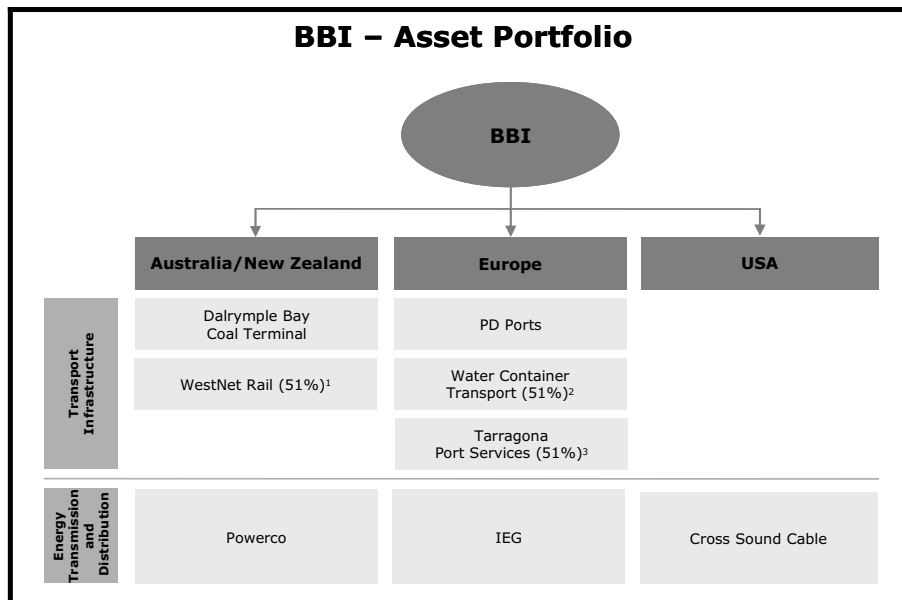 BBI – Asset Portfolio
BBI
Australia/New Zealand
Europe
USA
Transport
Infrastructure
Dalrymple Bay
Coal Terminal
PD Ports
WestNet Rail (51%)¹
Water Container
Transport (51%)²
Tarragona
Port Services (51%)³
Energy
Transmission
and
Distribution
Powerco
IEG
Cross Sound Cable